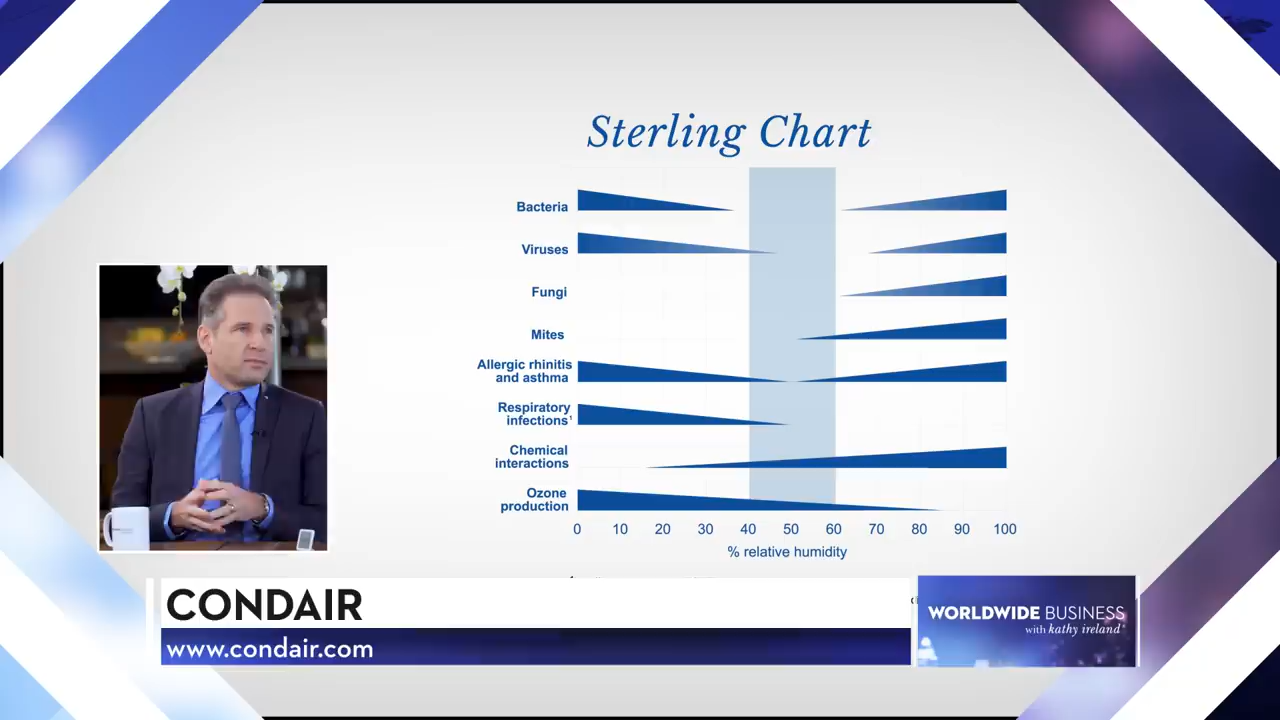 Sterling Chart
Bacteria
Viruses
Fungi
Mites
Allergic rhinitis
and asthma
Respiratory
infections¹
Chemical
interactions
Ozone
production
0 10 20 30 40 50 60 70 80 90 100
% relative humidity
CONDAIR
www.condair.com
WORLDWIDE BUSINESS
with kathy ireland®